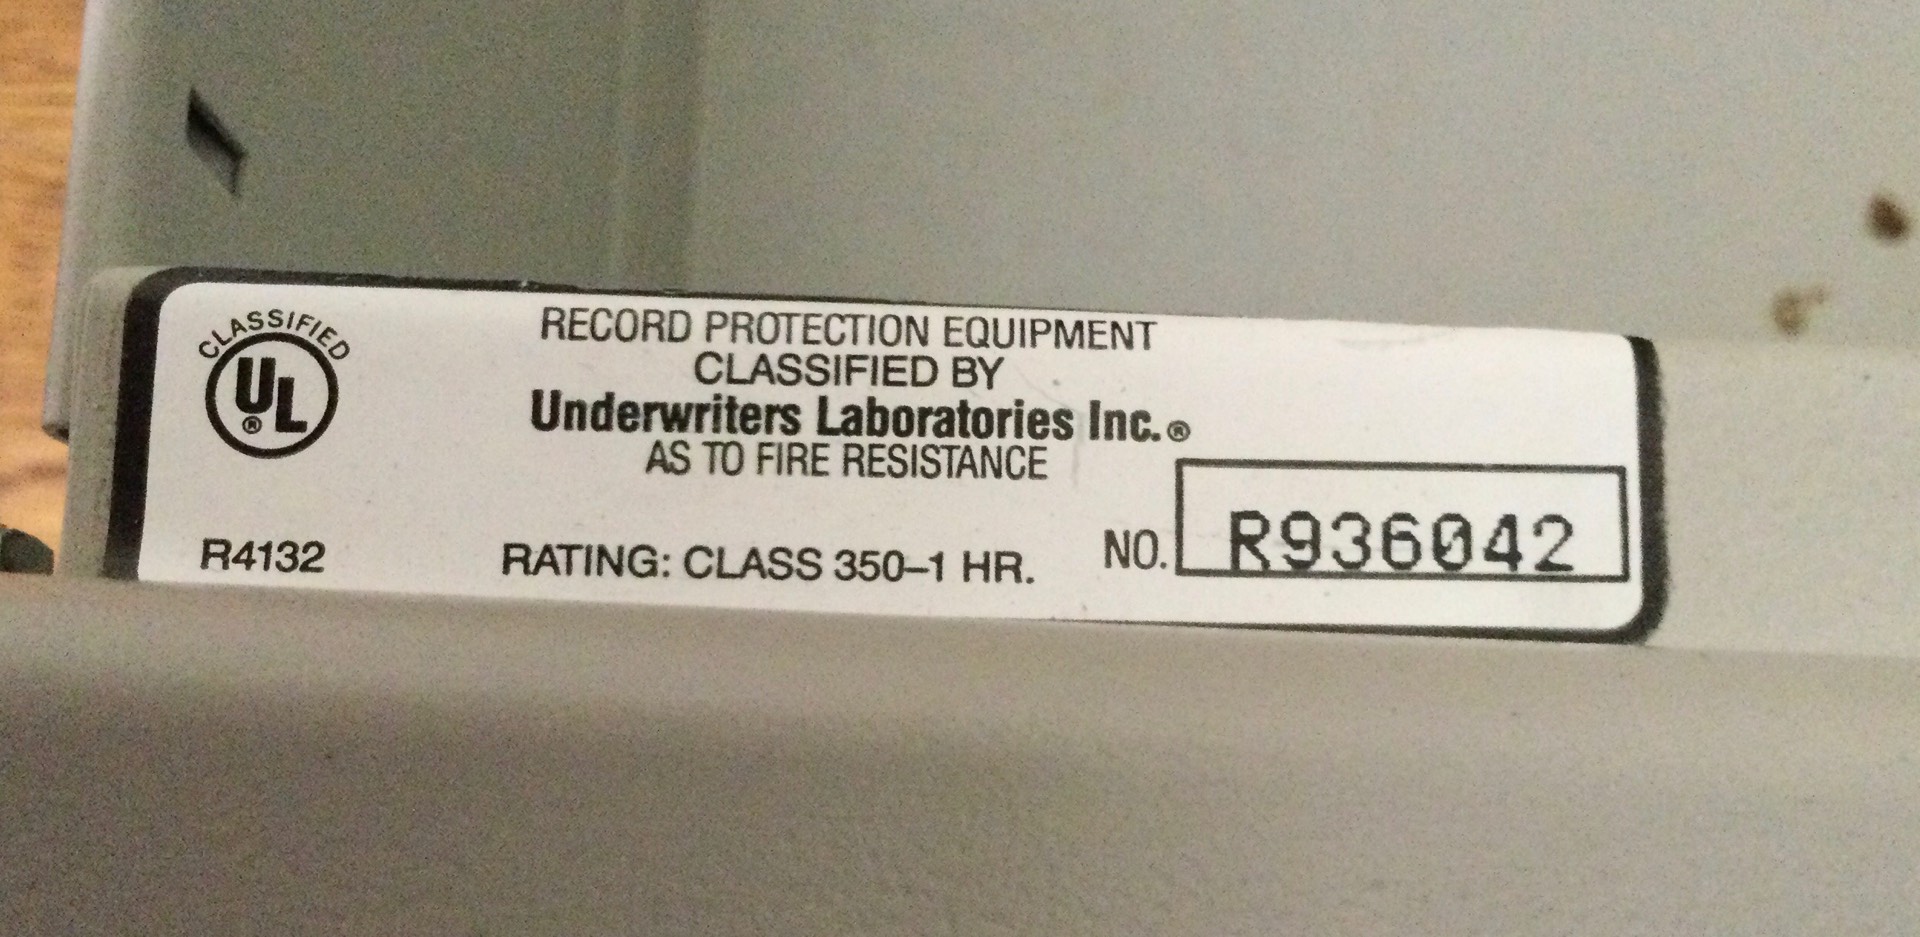 CLASSIFIED
UL®
RECORD PROTECTION EQUIPMENT
CLASSIFIED BY
Underwriters Laboratories Inc.®
AS TO FIRE RESISTANCE
R4132 RATING: CLASS 350–1 HR. NO. R936042